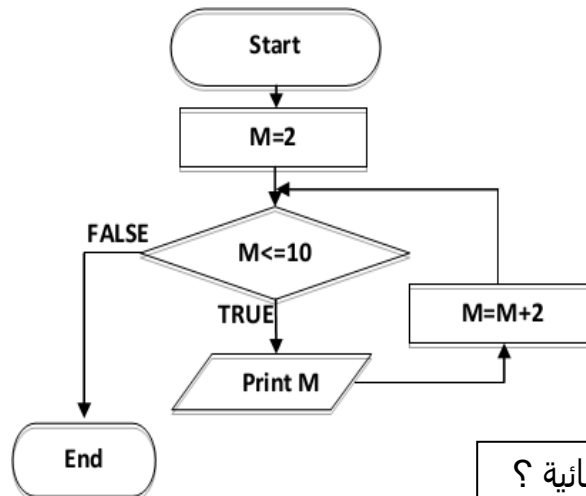 Start
M=2
FALSE
M<=10
TRUE
M=M+2
Print M
End
؟